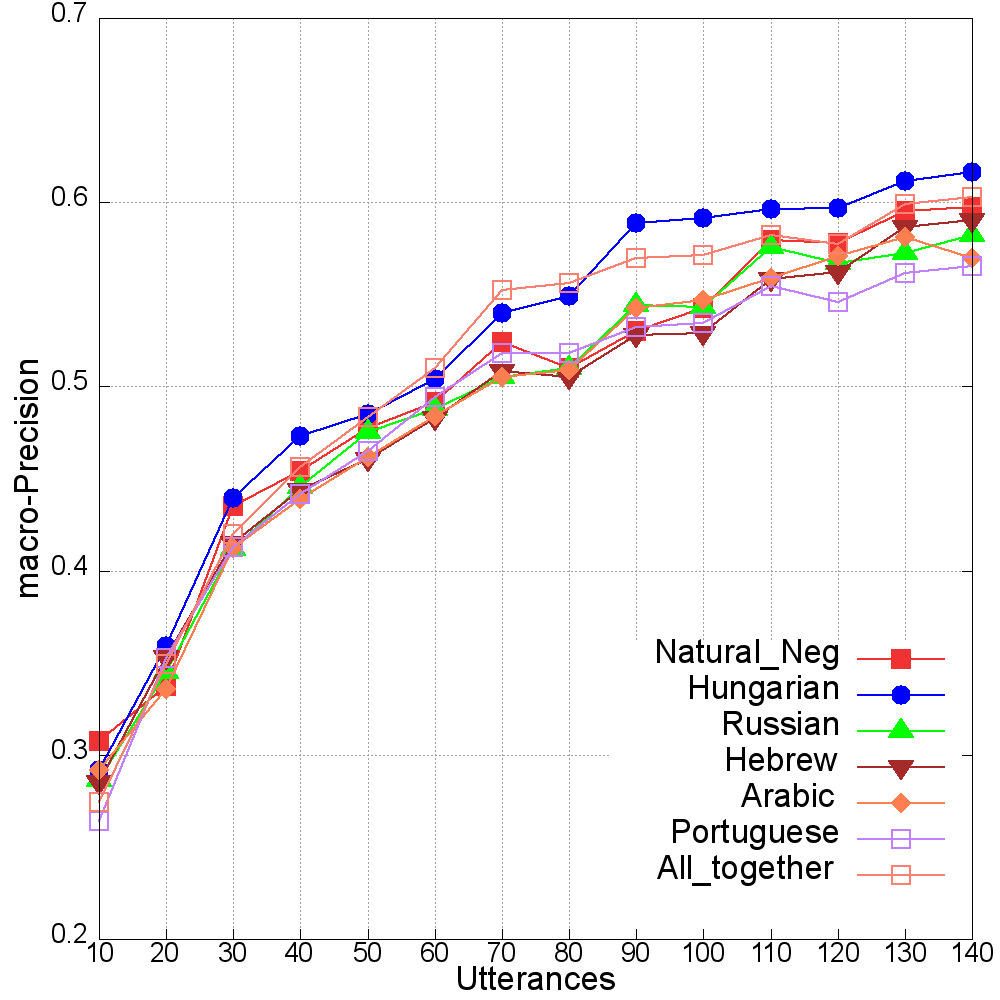 macro-Precision
0.7
0.6
0.5
0.4
0.3
0.2
Natural_Neg
Hungarian
Russian
Hebrew
Arabic
Portuguese
All_together
10 20 30 40 50 60 70 80 90 100 110 120 130 140
Utterances